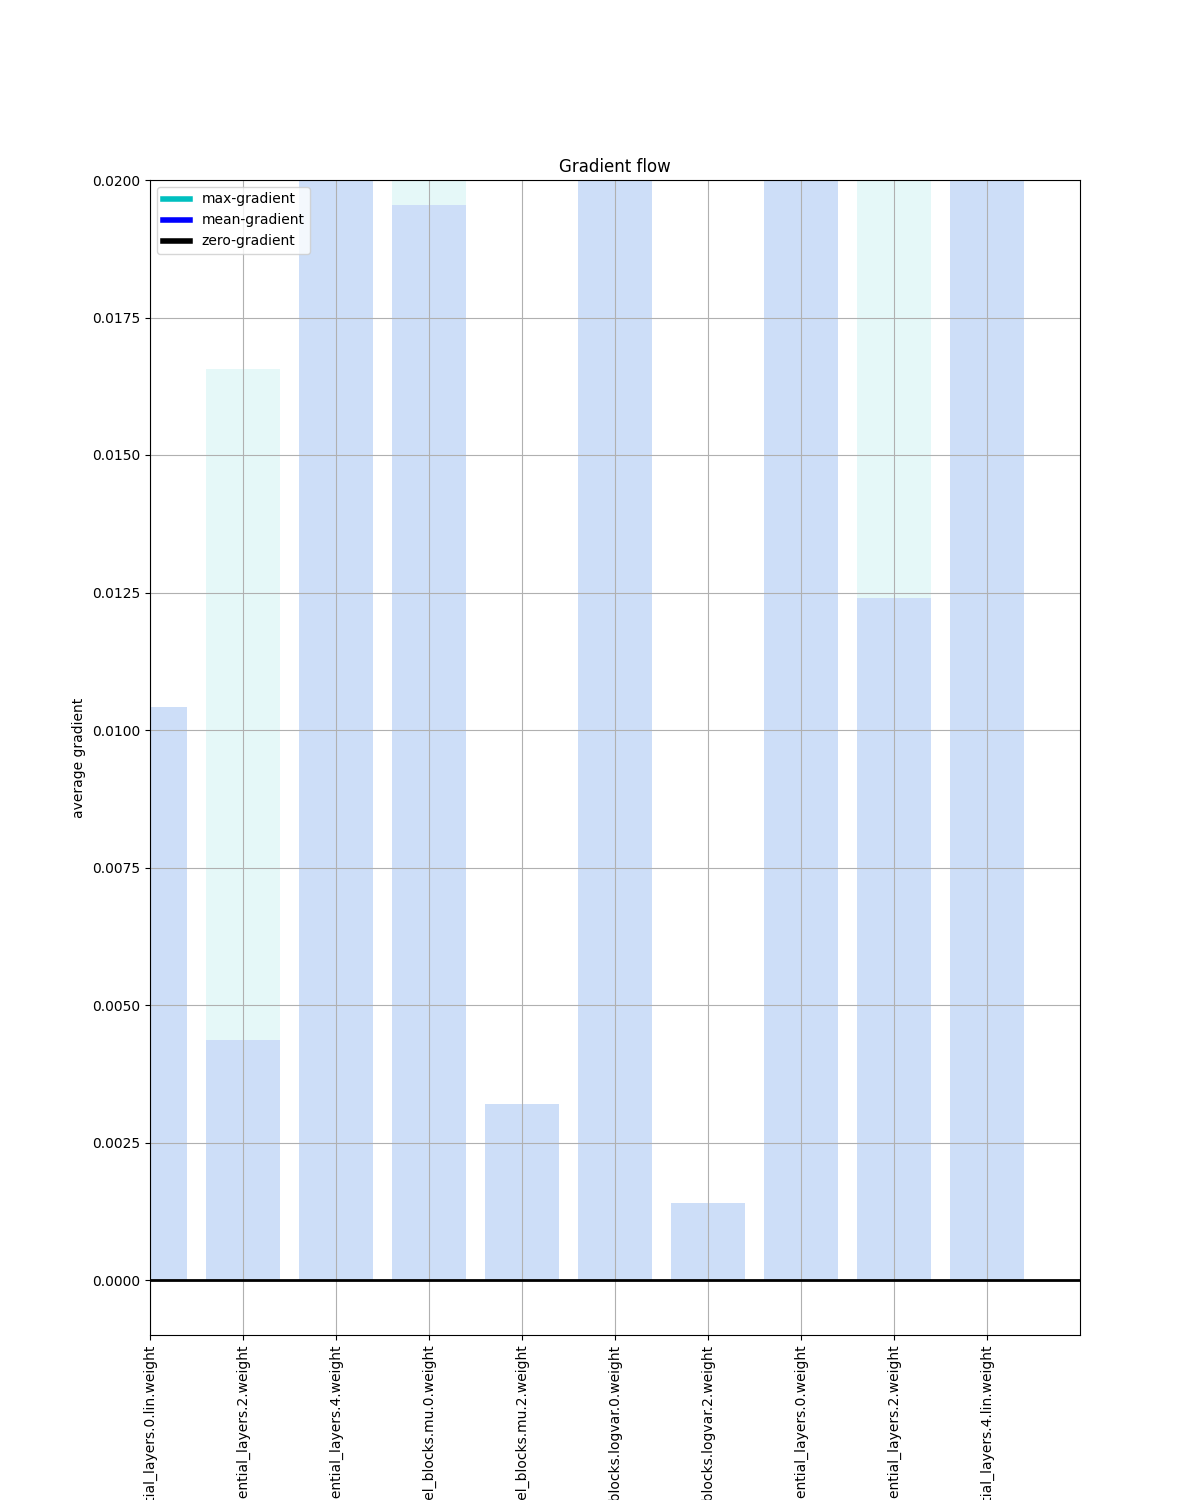 Gradient flow
max-gradient
mean-gradient
zero-gradient
0.0200
0.0175
0.0150
0.0125
0.0100
0.0075
0.0050
0.0025
0.0000
average gradient
tial_layers.0.lin.weight
ential_layers.2.weight
ential_layers.4.weight
el_blocks.mu.0.weight
el_blocks.mu.2.weight
blocks.logvar.0.weight
blocks.logvar.2.weight
ential_layers.0.weight
ential_layers.2.weight
tial_layers.4.lin.weight